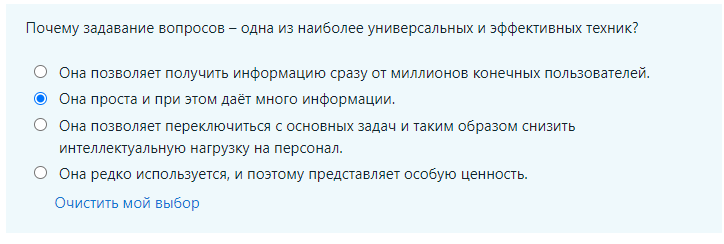 Почему задавание вопросов – одна из наиболее универсальных и эффективных техник?
Она позволяет получить информацию сразу от миллионов конечных пользователей.
Она проста и при этом даёт много информации.
Она позволяет переключиться с основных задач и таким образом снизить
интеллектуальную нагрузку на персонал.
Она редко используется, и поэтому представляет особую ценность.
Очистить мой выбор